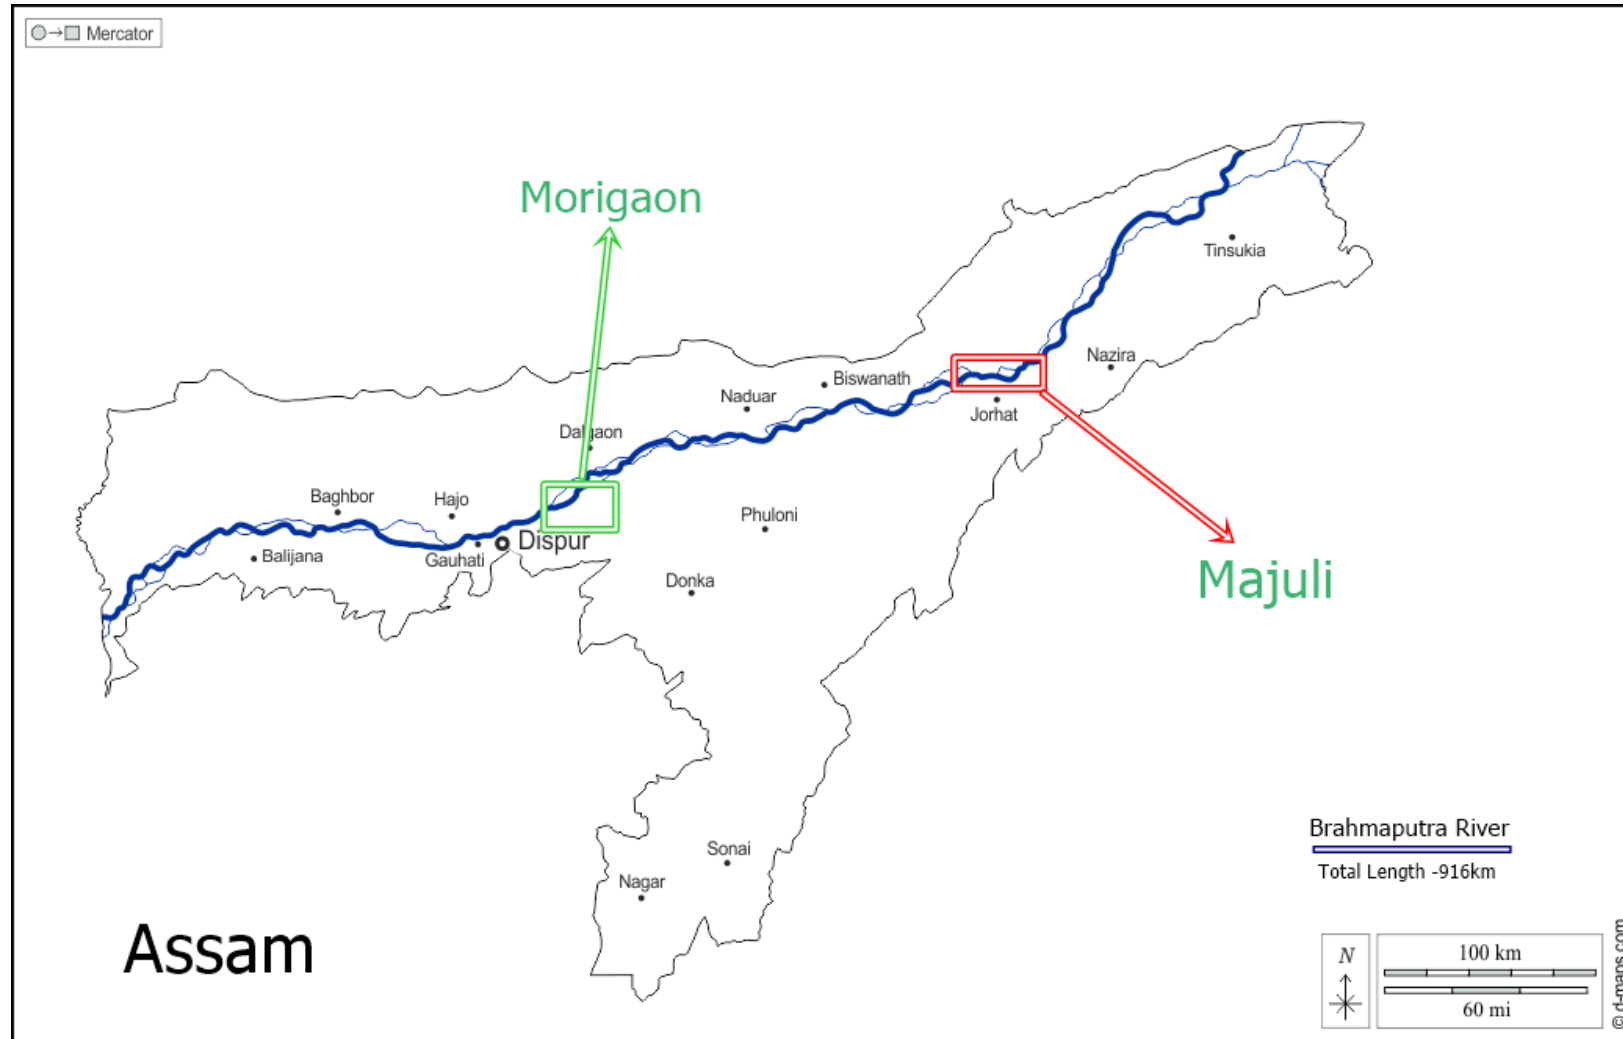 Mercator
Morigaon
Tinsukia
Nazira
Biswanath
Naduar
Jorhat
Dalgaon
Baghbor
Hajo
Phuloni
Dispur
Gauhati
Balijana
Donka
Majuli
Brahmaputra River
Total Length -916km
Sonai
Nagar
Assam
N
100 km
60 mi
© d-maps.com